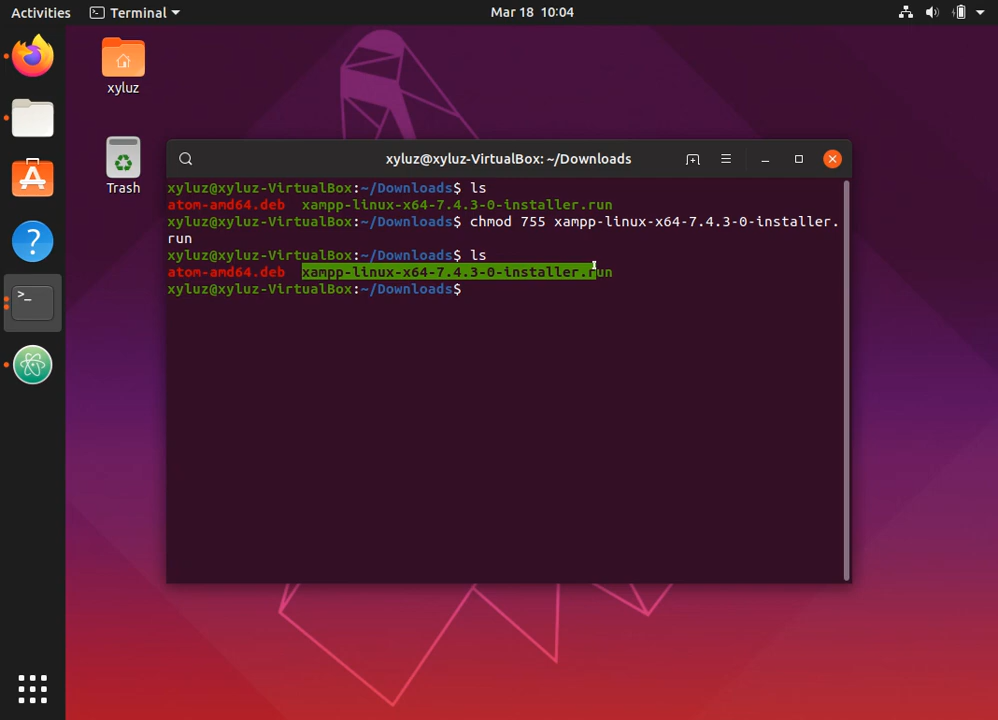 Activities Terminal Mar 18 10:04
xyluz
Trash
xyluz@xyluz-VirtualBox: ~/Downloads
xyluz@xyluz-VirtualBox:~/Downloads$ ls
atom-amd64.deb xampp-linux-x64-7.4.3-0-installer.run
xyluz@xyluz-VirtualBox:~/Downloads$ chmod 755 xampp-linux-x64-7.4.3-0-installer.
run
xyluz@xyluz-VirtualBox:~/Downloads$ ls
atom-amd64.deb xampp-linux-x64-7.4.3-0-installer.run
xyluz@xyluz-VirtualBox:~/Downloads$